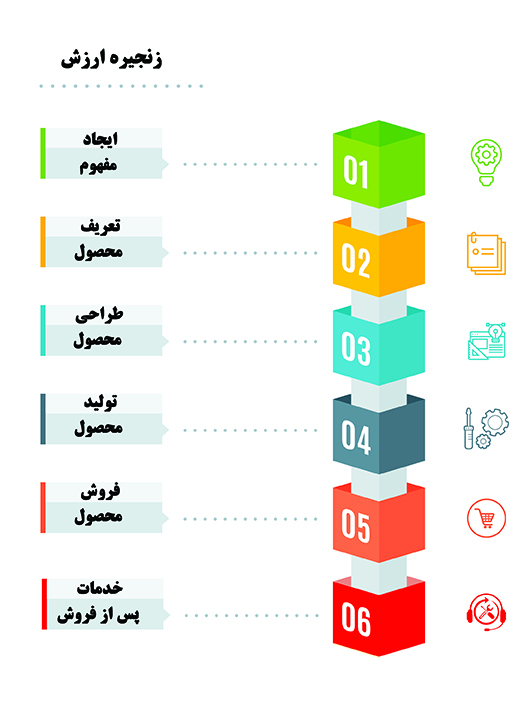 زنجیره ارزش
ایجاد
مفهوم
01
تعریف
محصول
02
طراحی
محصول
03
تولید
محصول
04
فروش
محصول
05
خدمات
پس از فروش
06